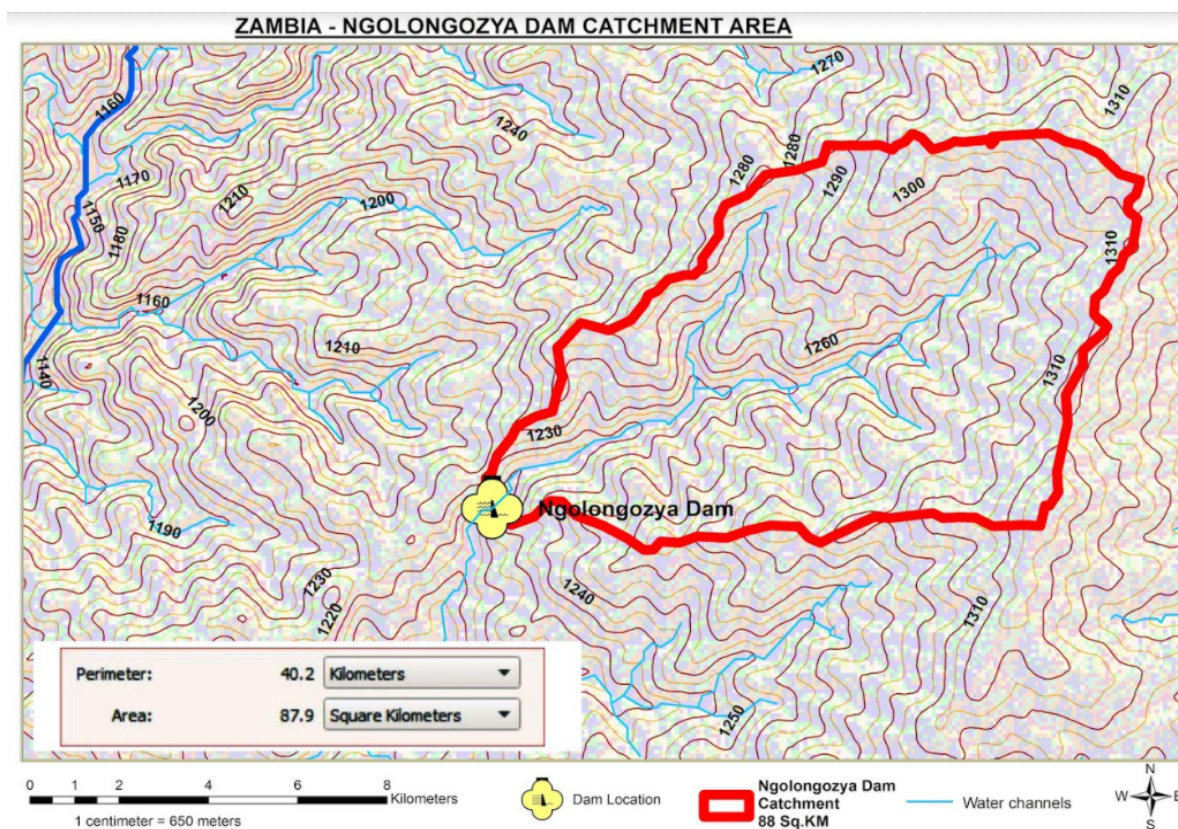 ZAMBIA - NGOLONGOZYA DAM CATCHMENT AREA
1270
1310
1160
1240
1280
1280
1290
1300
1170
1210
1200
1150
1180
1310
1160
1210
1260
1140
1310
1200
1230
Ngolongozya Dam
1190
1230
1240
1220
1310
1250
Perimeter: 40.2 Kilometers
Area: 87.9 Square Kilometers
0 1 2 4 6 8
Kilometers
1 centimeter = 650 meters
Dam Location
Ngolongozya Dam
Catchment
88 Sq.KM
Water channels
N
W E
S